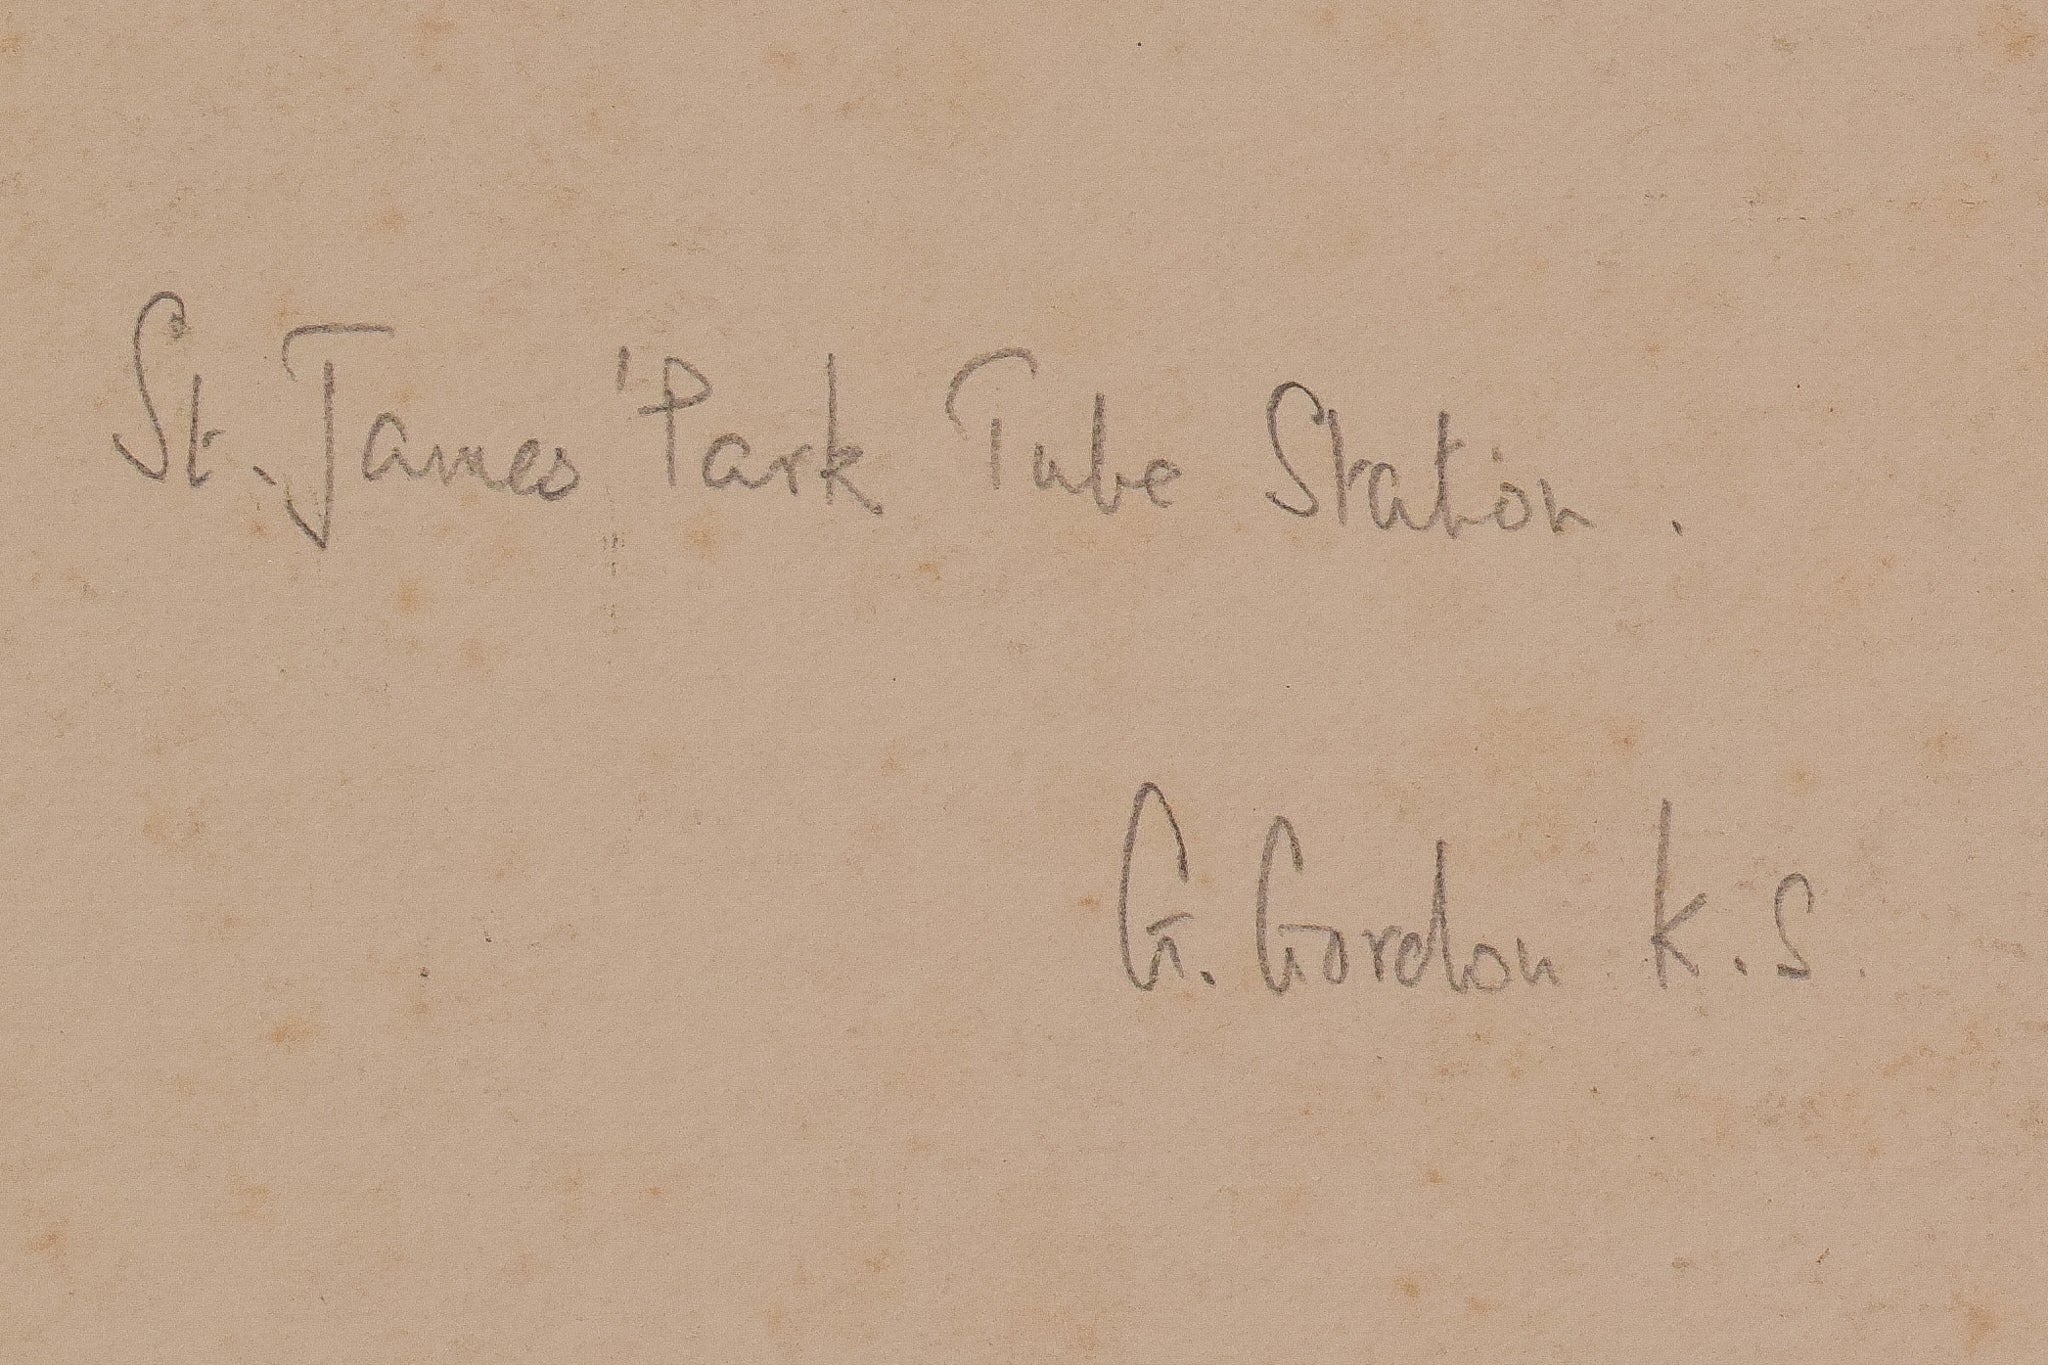 St. James' Park Tube Station.
G. Gordon K.S.